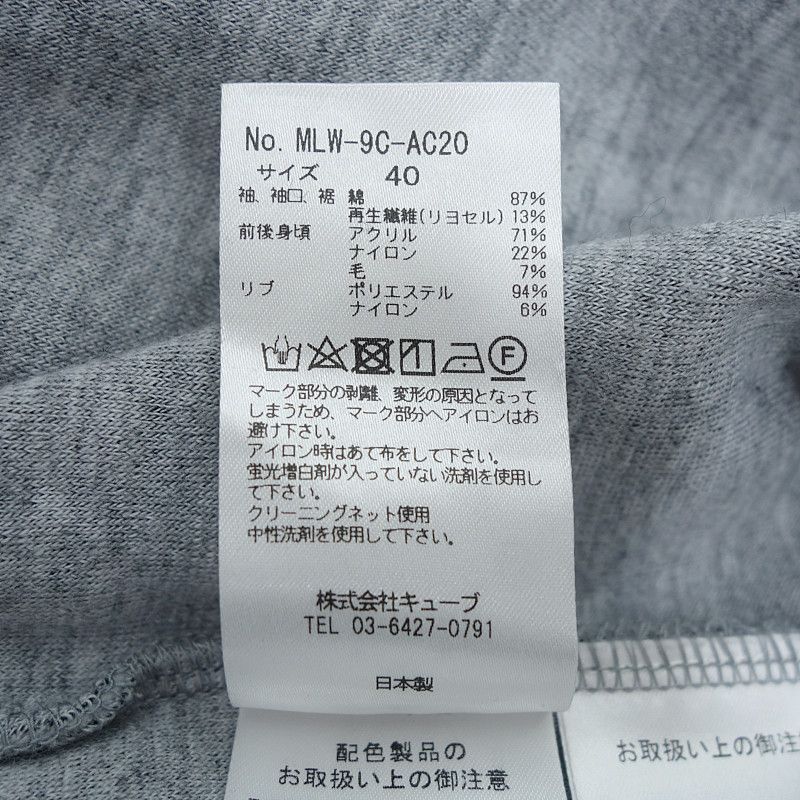 No. MLW-9C-AC20
サイズ 40
袖、袖口、裾 綿 87%
再生繊維(リヨセル) 13%
前後身頃 アクリル 71%
ナイロン 22%
毛 7%
リブ ポリエステル 94%
ナイロン 6%
F
マーク部分の剥離、変形の原因となって
しまうため、マーク部分へアイロンはお
避け下さい。
アイロン時はあて布をして下さい。
蛍光増白剤が入っていない洗剤を使用し
て下さい。
クリーニングネット使用
中性洗剤を使用して下さい。
株式会社キューブ
TEL 03-6427-0791
日本製
配色製品の
お取扱い上の御注意
お取扱い上の御注